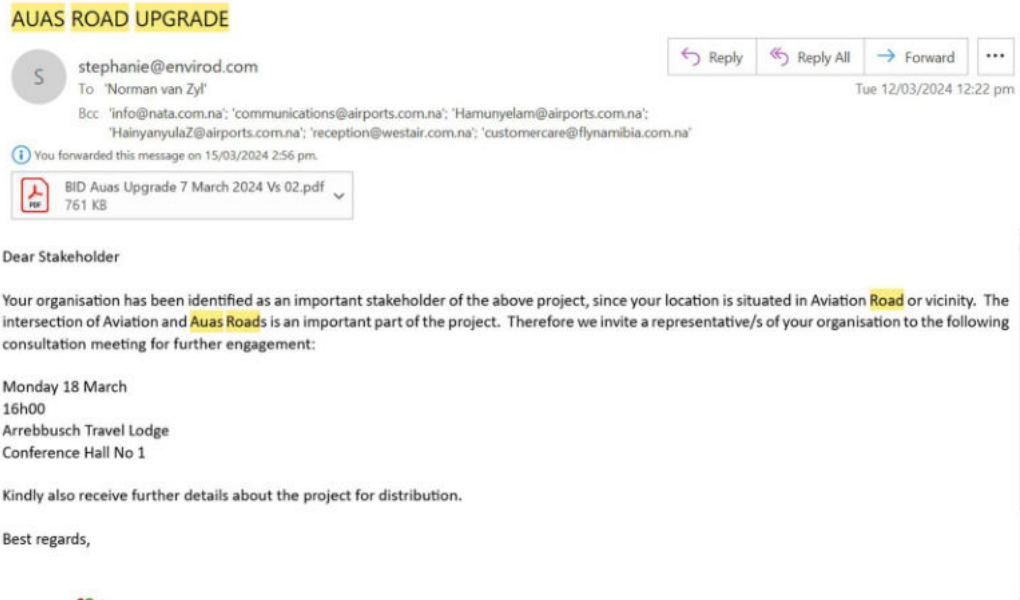 AUAS ROAD UPGRADE
S
stephanie@envirod.com
To 'Norman van Zyl'
Bcc 'info@nata.com.na'; 'communications@airports.com.na'; 'Hamunyelam@airports.com.na';
'HainyanyulaZ@airports.com.na'; 'reception@westair.com.na'; 'customercare@flynamibia.com.na'
Reply
Reply All
Forward
Tue 12/03/2024 12:22 pm
You forwarded this message on 15/03/2024 2:56 pm.
PDF
BID Auas Upgrade 7 March 2024 Vs 02.pdf
761 KB
Dear Stakeholder
Your organisation has been identified as an important stakeholder of the above project, since your location is situated in Aviation Road or vicinity. The
intersection of Aviation and Auas Roads is an important part of the project. Therefore we invite a representative/s of your organisation to the following
consultation meeting for further engagement:
Monday 18 March
16h00
Arrebbusch Travel Lodge
Conference Hall No 1
Kindly also receive further details about the project for distribution.
Best regards,